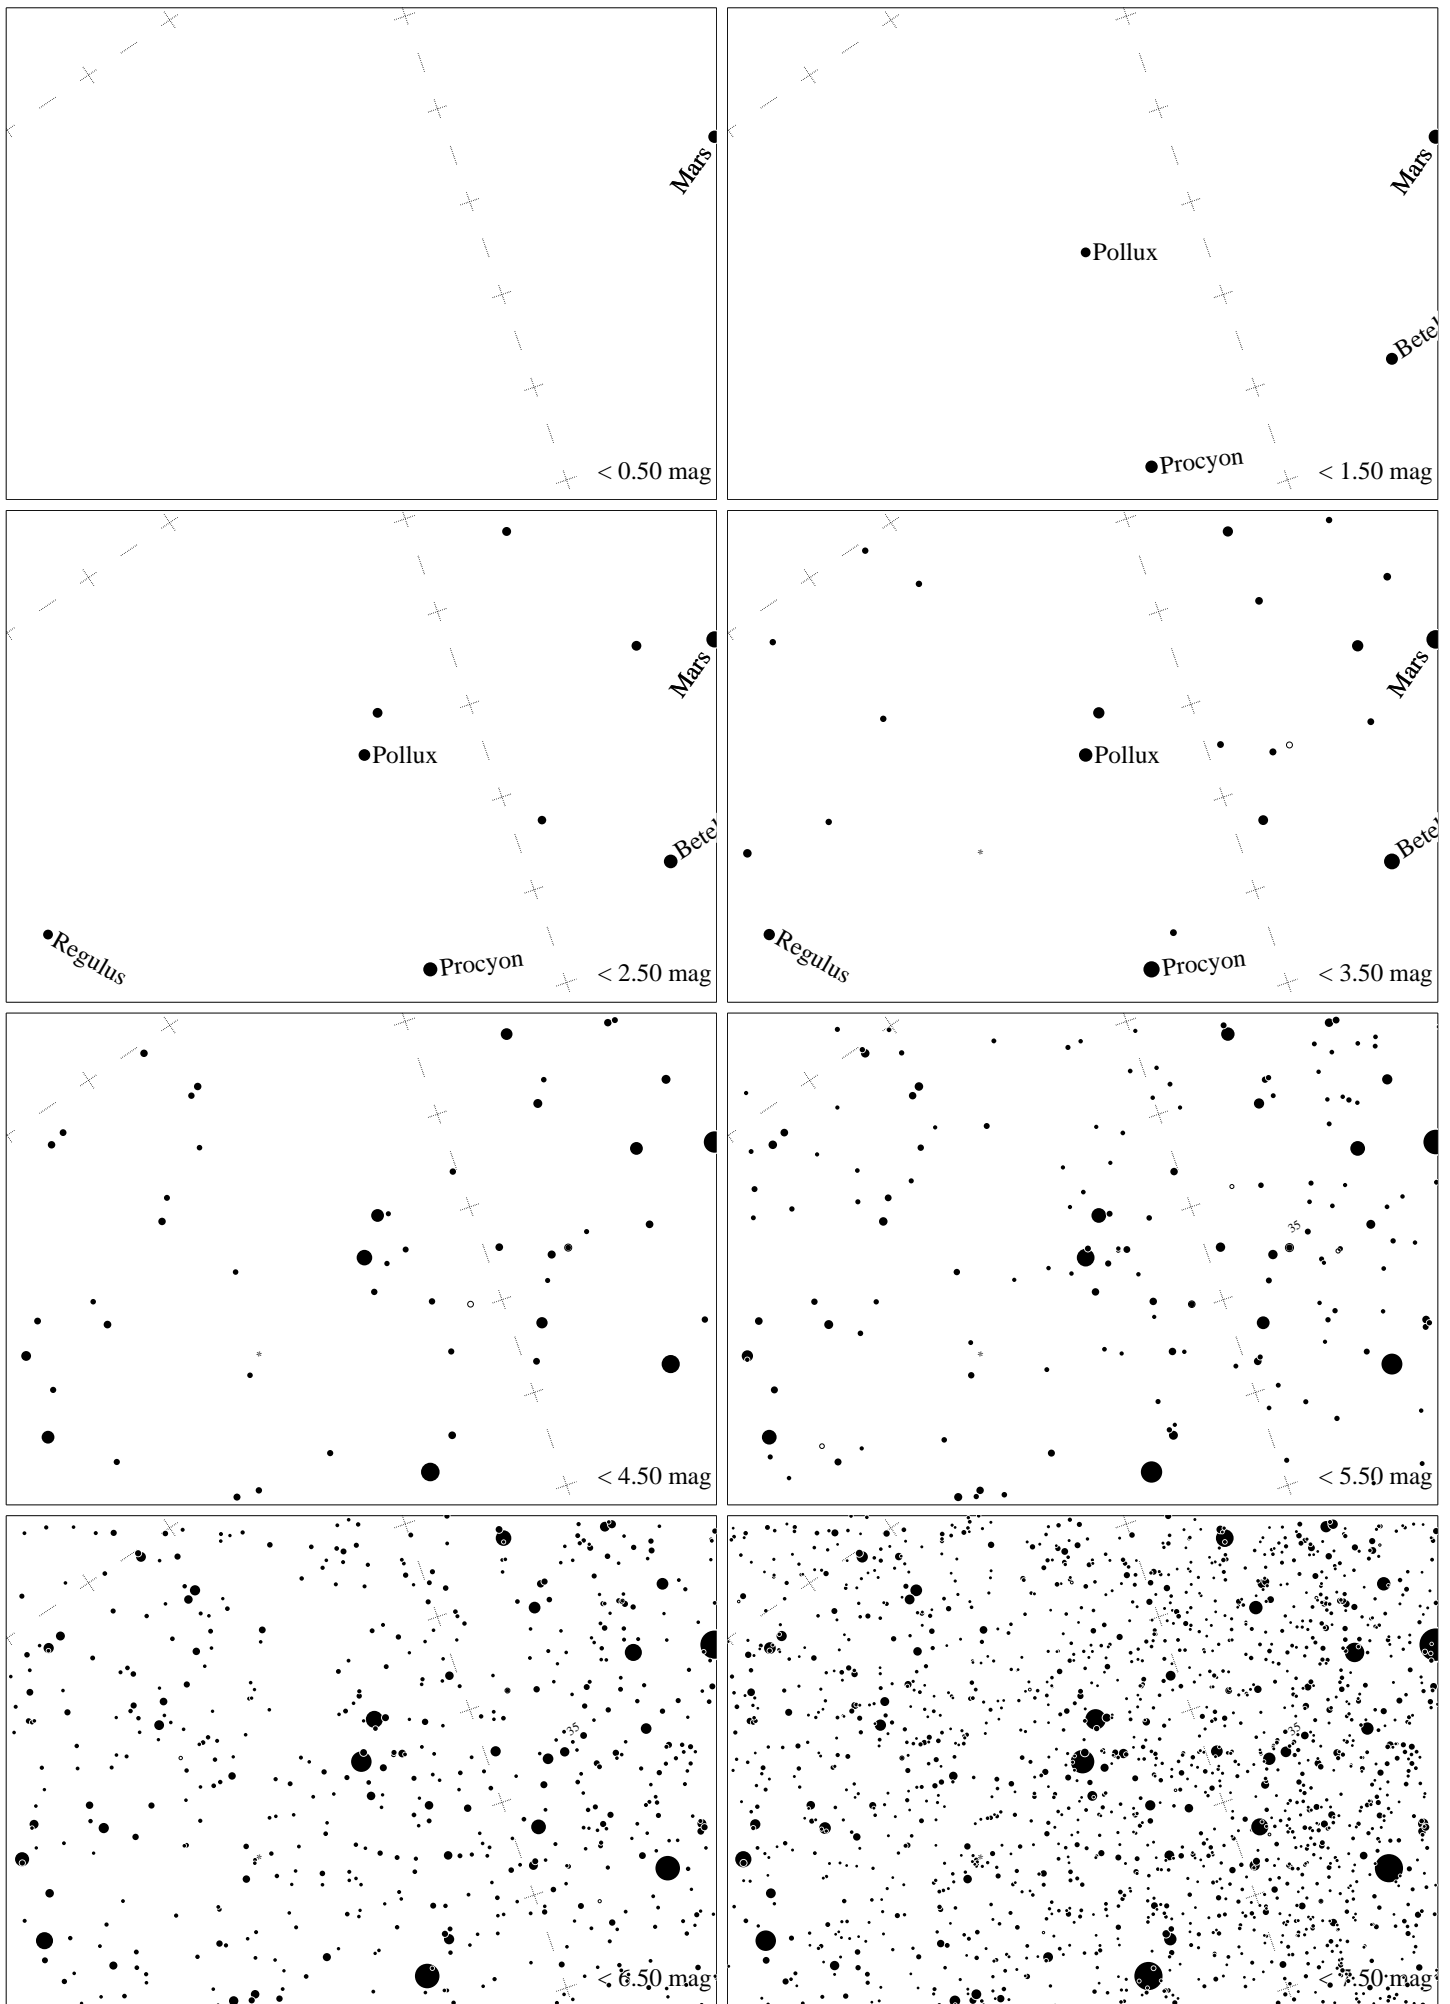 Mars
< 0.50 mag
Mars
Pollux
Procyon
< 1.50 mag
Mars
Pollux
Regulus
Procyon
< 2.50 mag
Mars
Pollux
Regulus
Procyon
< 3.50 mag
< 4.50 mag
35
< 5.50 mag
35
< 6.50 mag
35
< 7.50 mag